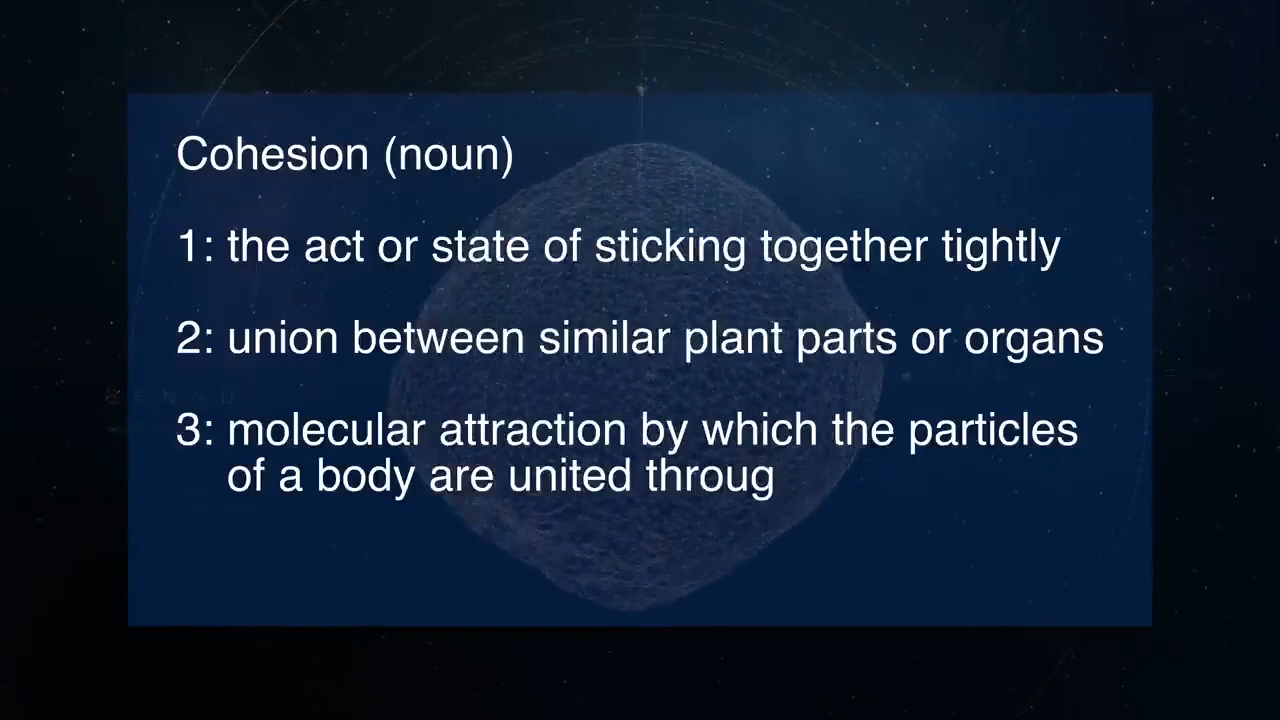 Cohesion (noun)
1: the act or state of sticking together tightly
2: union between similar plant parts or organs
3: molecular attraction by which the particles
of a body are united throug